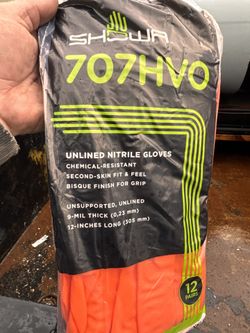 SHOWA
707HVO
UNLINED NITRILE GLOVES
CHEMICAL-RESISTANT
SECOND-SKIN FIT & FEEL
BISQUE FINISH FOR GRIP
UNSUPPORTED, UNLINED
9-MIL THICK (0,23 mm)
12-INCHES LONG (305 mm)
12
PAIRS